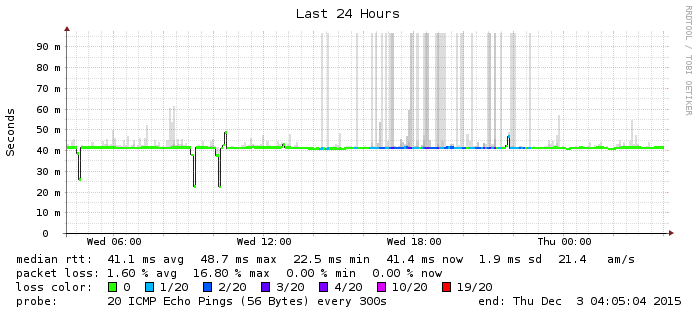 Last 24 Hours
RRDTOOL / TOBI OETIKER
Seconds
90 m
80 m
70 m
60 m
50 m
40 m
30 m
20 m
10 m
0
Wed 06:00 Wed 12:00 Wed 18:00 Thu 00:00
median rtt: 41.1 ms avg 48.7 ms max 22.5 ms min 41.4 ms now 1.9 ms sd 21.4 am/s
packet loss: 1.60 % avg 16.80 % max 0.00 % min 0.00 % now
loss color: 0 1/20 2/20 3/20 4/20 10/20 19/20
probe: 20 ICMP Echo Pings (56 Bytes) every 300s end: Thu Dec 3 04:05:04 2015